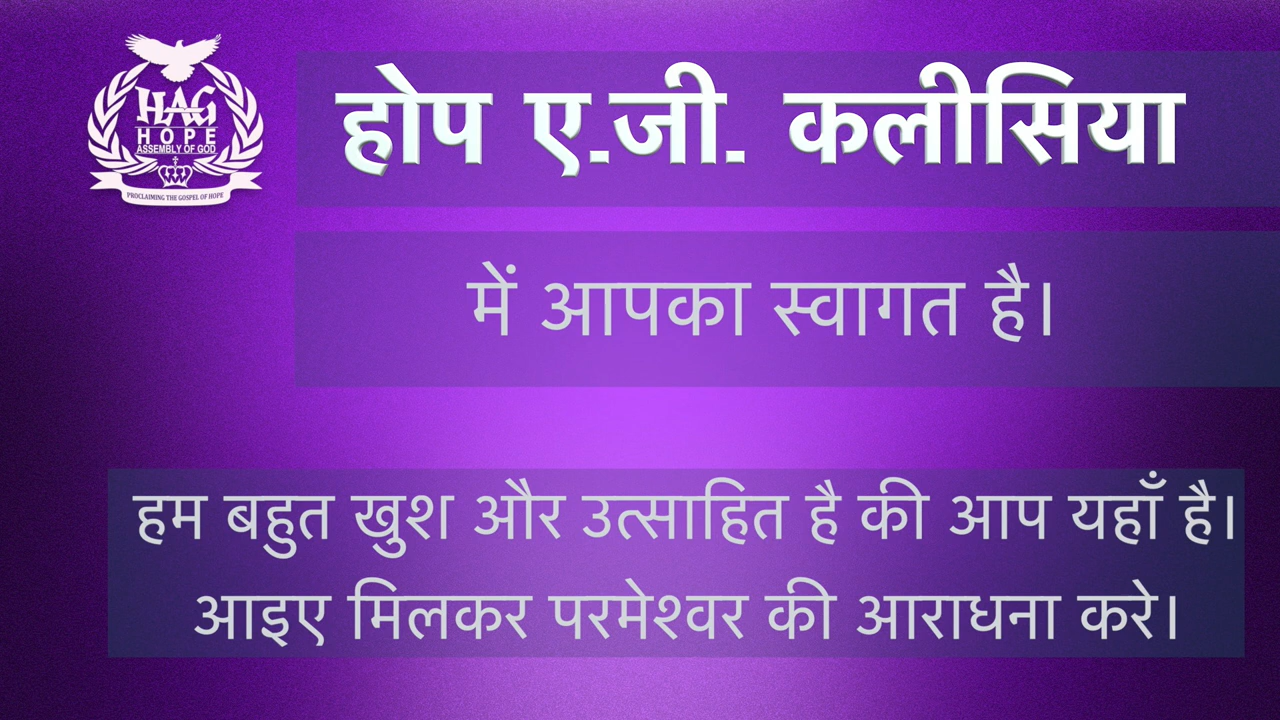 HAG
HOPE
ASSEMBLY OF GOD
PROCLAIMING THE GOSPEL OF HOPE
होप ए.जी. कलीसिया
में आपका स्वागत है।
हम बहुत खुश और उत्साहित है की आप यहाँ है।
आइए मिलकर परमेश्वर की आराधना करे।